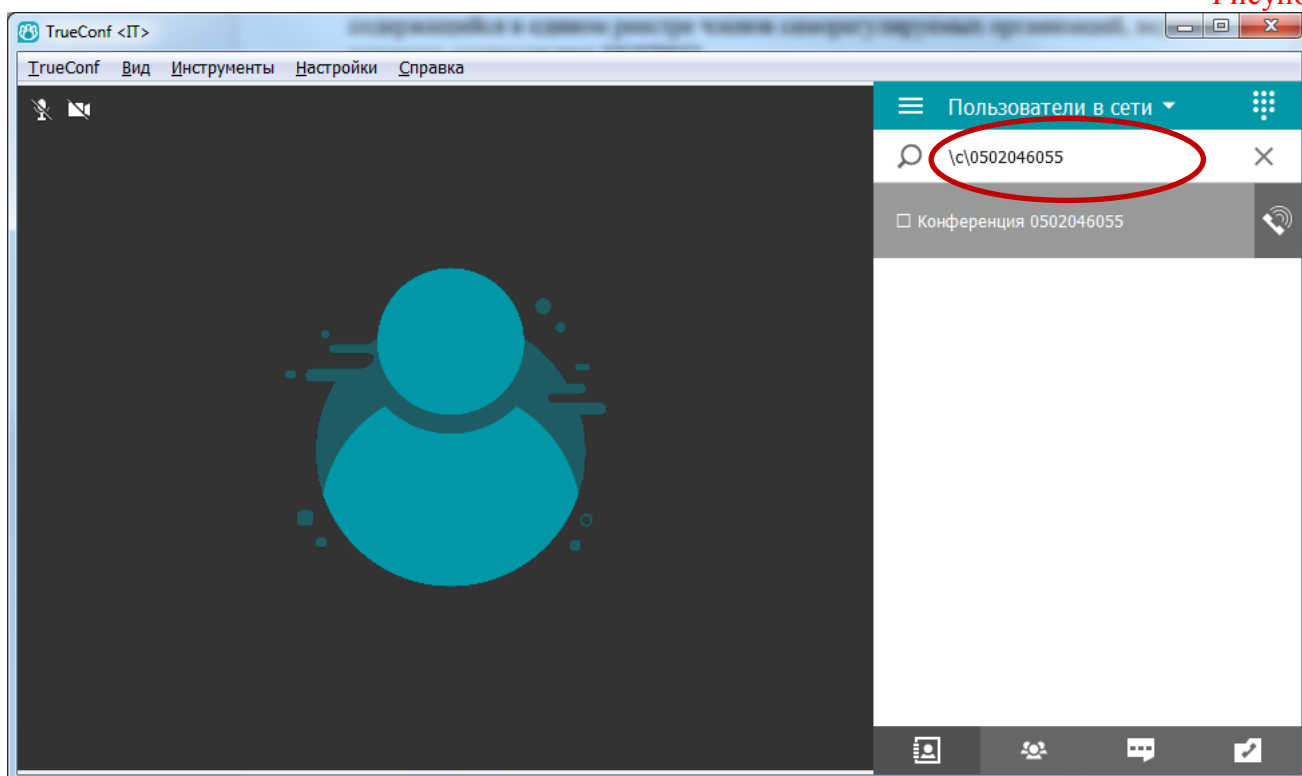 TrueConf <IT>
TrueConf Вид Инструменты Настройки Справка
Пользователи в сети
\c\0502046055
Конференция 0502046055